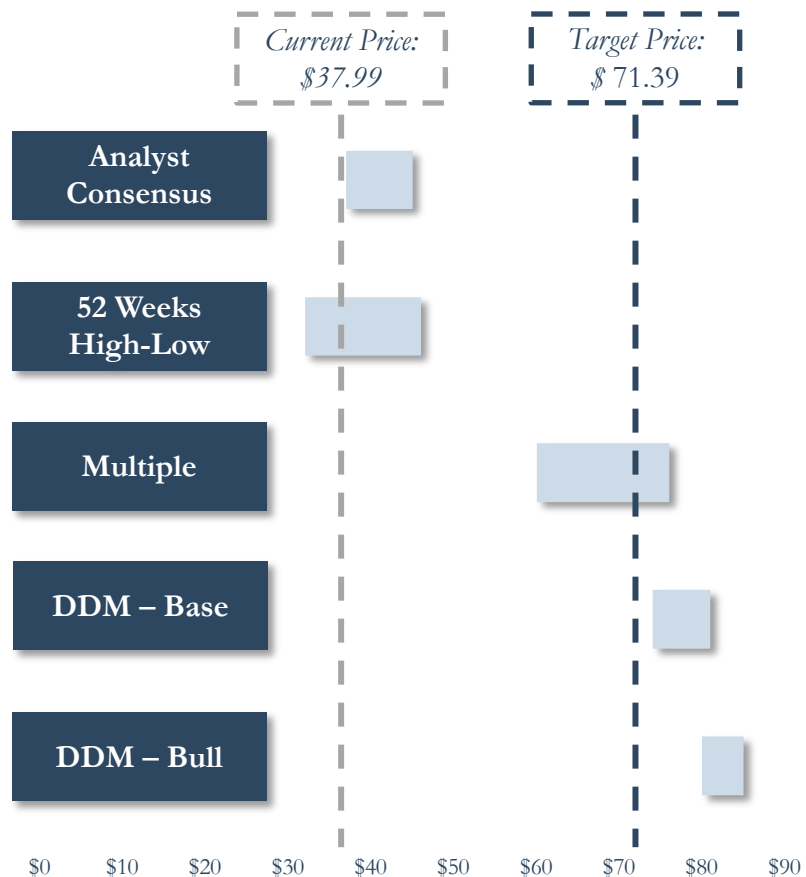 Current Price:
$37.99
Target Price:
$ 71.39
Analyst
Consensus
52 Weeks
High-Low
Multiple
DDM – Base
DDM – Bull
$0 $10 $20 $30 $40 $50 $60 $70 $80 $90